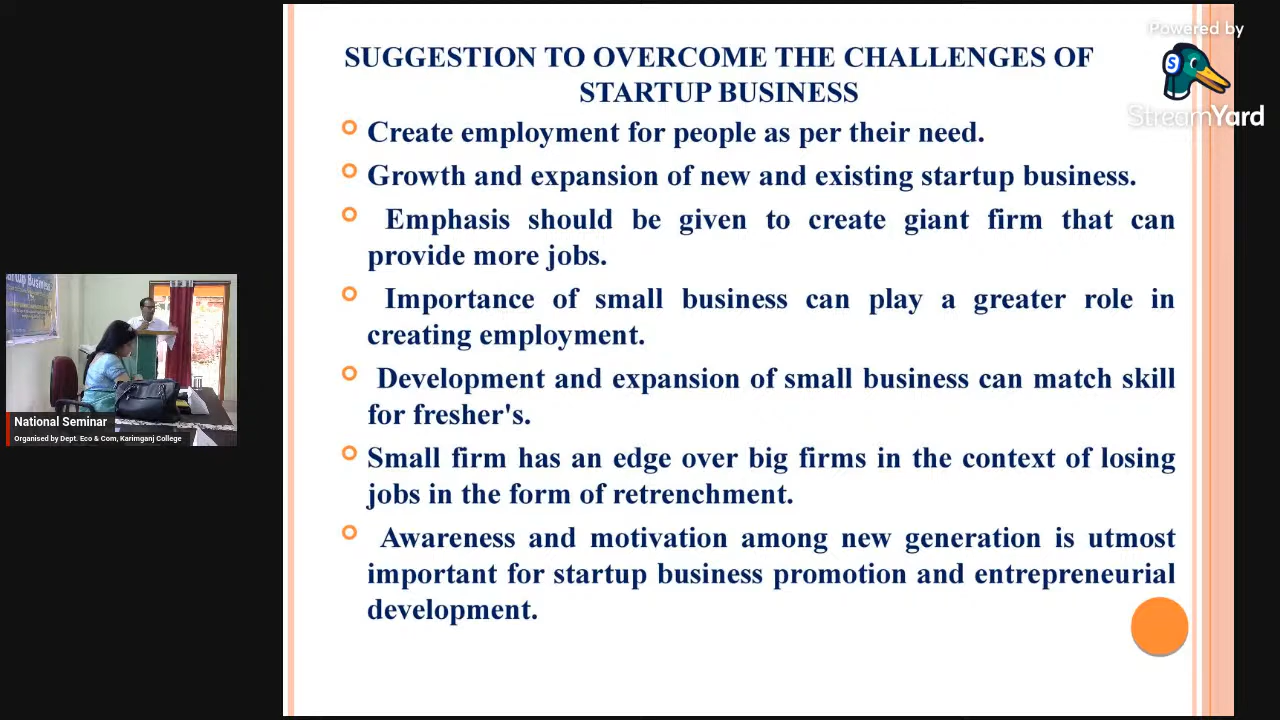 Powered by
StreamYard
SUGGESTION TO OVERCOME THE CHALLENGES OF
STARTUP BUSINESS
Create employment for people as per their need.
Growth and expansion of new and existing startup business.
Emphasis should be given to create giant firm that can
provide more jobs.
Importance of small business can play a greater role in
creating employment.
Development and expansion of small business can match skill
for fresher's.
Small firm has an edge over big firms in the context of losing
jobs in the form of retrenchment.
Awareness and motivation among new generation is utmost
important for startup business promotion and entrepreneurial
development.
National Seminar
Organised by Dept. Eco & Com, Karimganj College